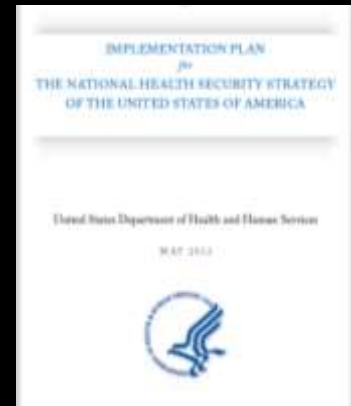 IMPLEMENTATION PLAN
for
THE NATIONAL HEALTH SECURITY STRATEGY
OF THE UNITED STATES OF AMERICA
United States Department of Health and Human Services
MAY 2012